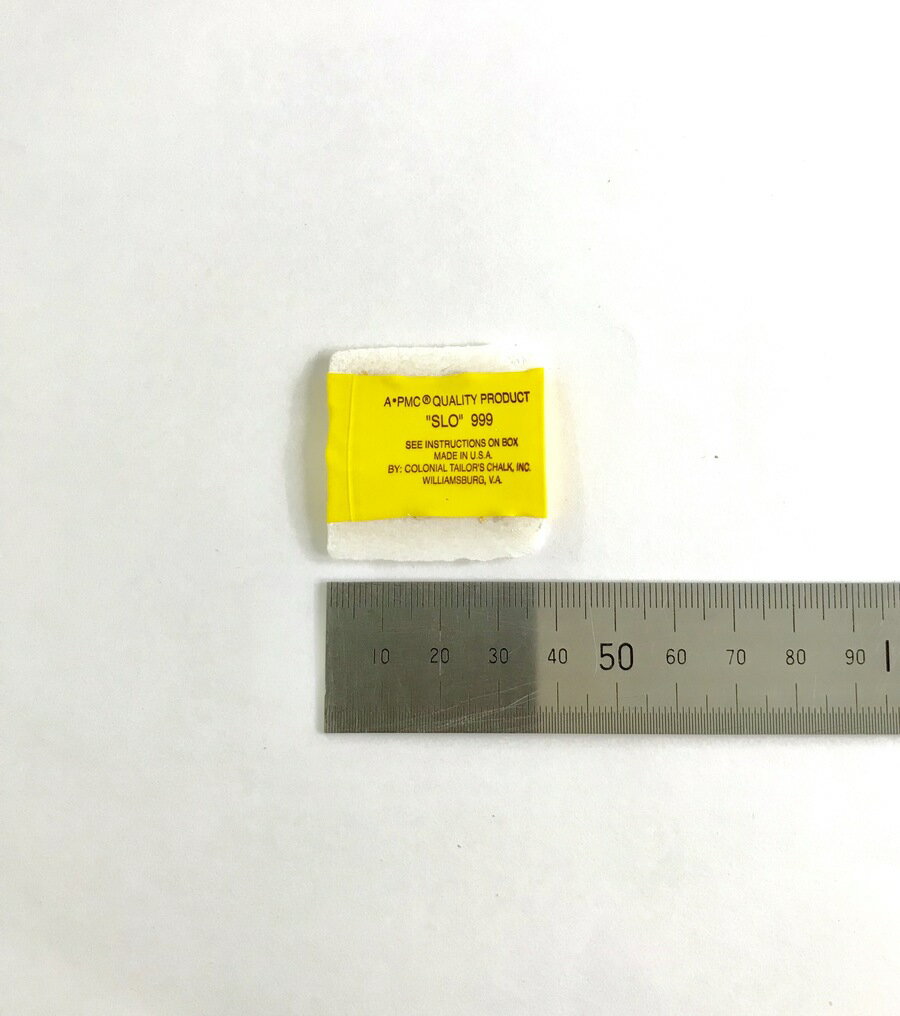 A•PMC® QUALITY PRODUCT
"SLO" 999
SEE INSTRUCTIONS ON BOX
MADE IN U.S.A.
BY: COLONIAL TAILOR'S CHALK, INC.
WILLIAMSBURG, V.A.
10 20 30 40 50 60 70 80 90